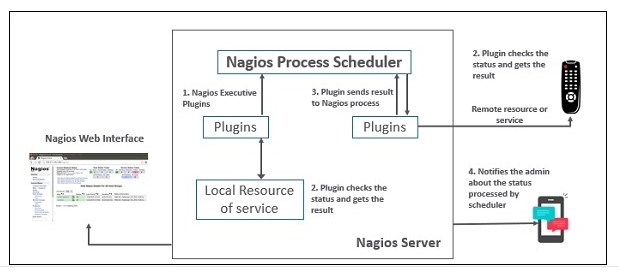 Nagios Process Scheduler
1. Nagios Executive
Plugins
3. Plugin sends result
to Nagios process
2. Plugin checks the
status and gets the
result
Plugins
Plugins
Remote resource or
service
Nagios Web Interface
Nagios
Local Resource
of service
2. Plugin checks the
status and gets the
result
4. Notifies the admin
about the status
processed by
scheduler
Nagios Server